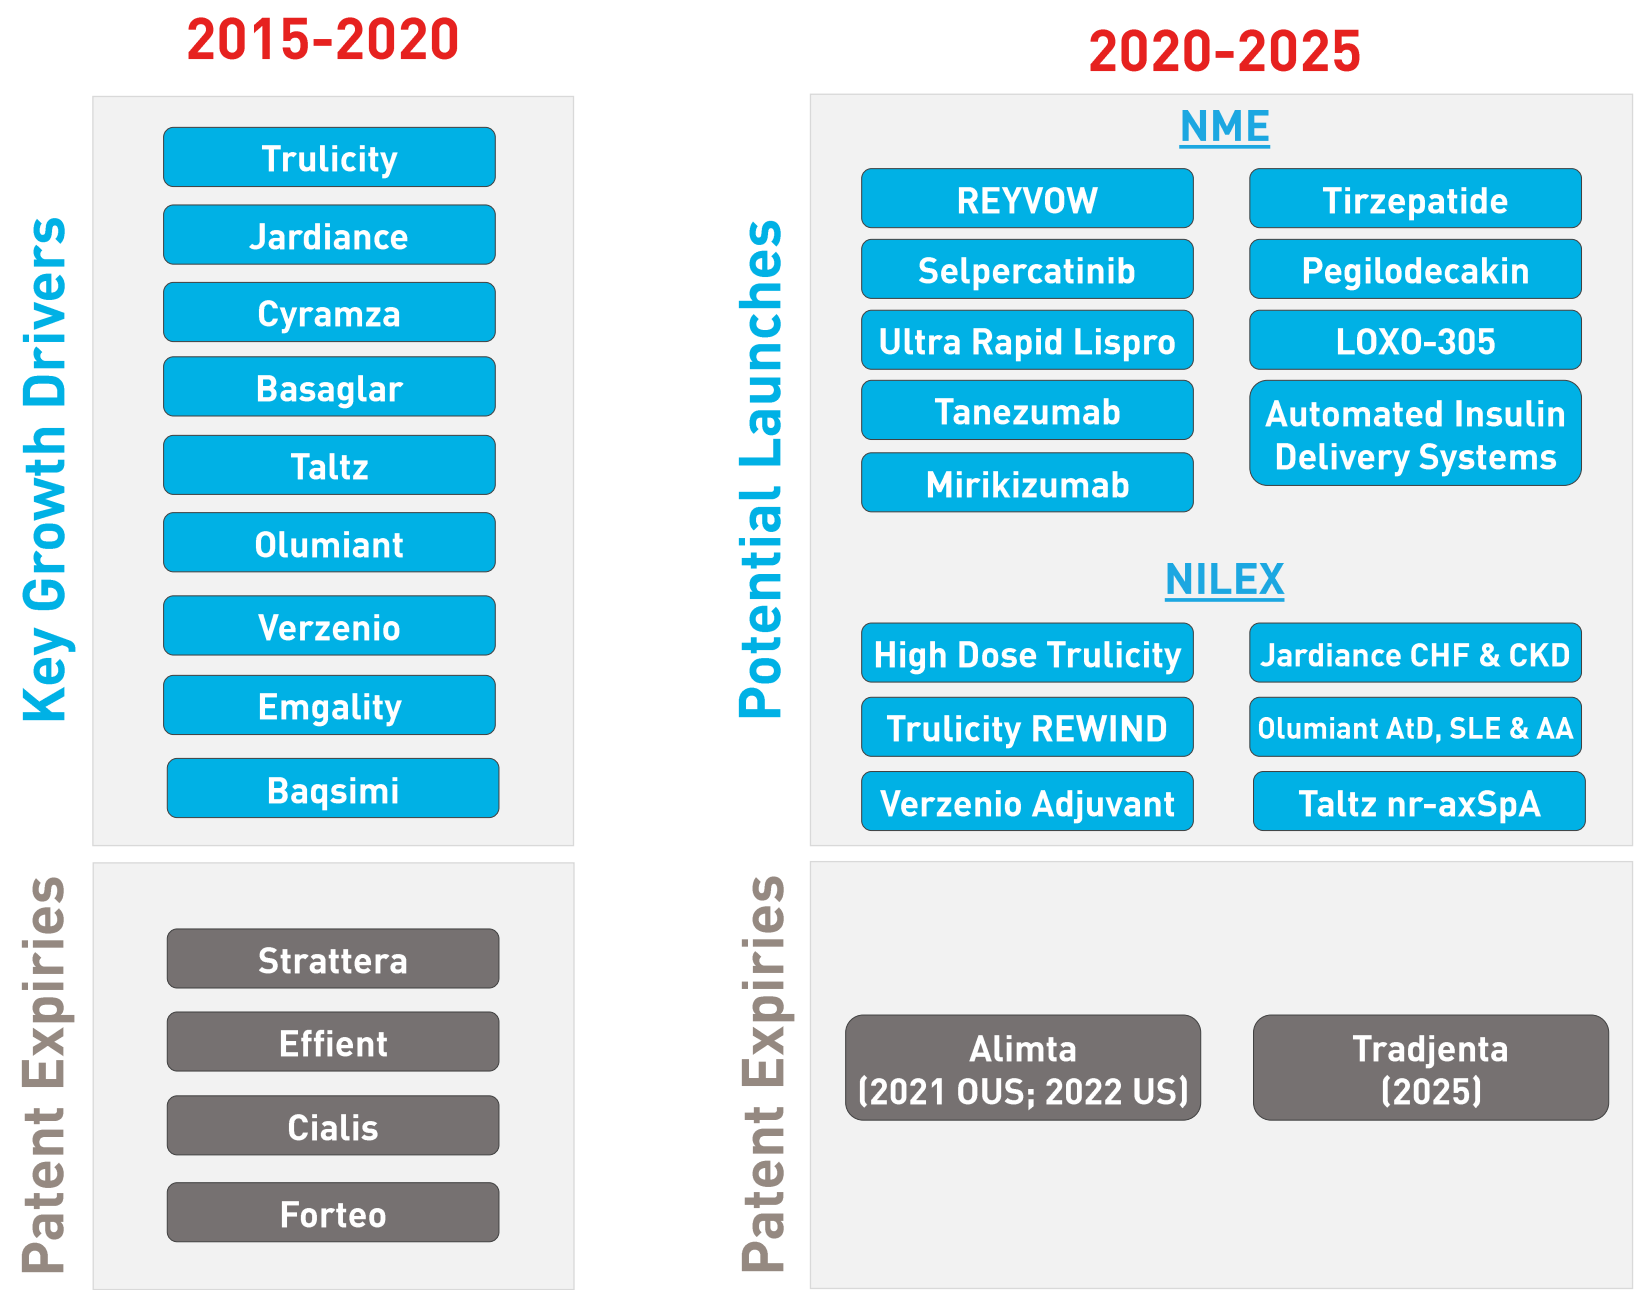 2015-2020
Key Growth Drivers
Trulicity
Jardiance
Cyramza
Basaglar
Taltz
Olumiant
Verzenio
Emgality
Baqsimi
Patent Expiries
Strattera
Effient
Cialis
Forteo
2020-2025
Potential Launches
NME
REYVOW
Selpercatinib
Ultra Rapid Lispro
Tanezumab
Mirikizumab
Tirzepatide
Pegilodecakin
LOXO-305
Automated Insulin
Delivery Systems
NILEX
High Dose Trulicity
Trulicity REWIND
Verzenio Adjuvant
Jardiance CHF & CKD
Olumiant AtD, SLE & AA
Taltz nr-axSpA
Patent Expiries
Alimta
(2021 OUS; 2022 US)
Tradjenta
(2025)